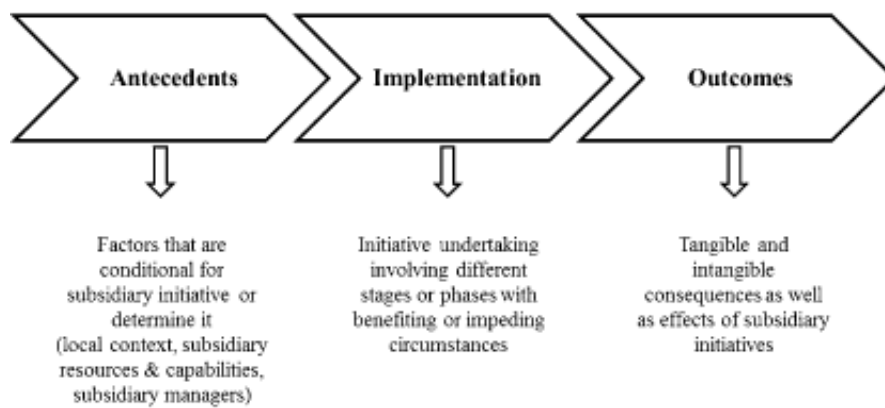 Antecedents
Implementation
Outcomes
Factors that are
conditional for
subsidiary initiative or
determine it
(local context, subsidiary
resources & capabilities,
subsidiary managers)
Initiative undertaking
involving different
stages or phases with
benefiting or impeding
circumstances
Tangible and
intangible
consequences as well
as effects of subsidiary
initiatives